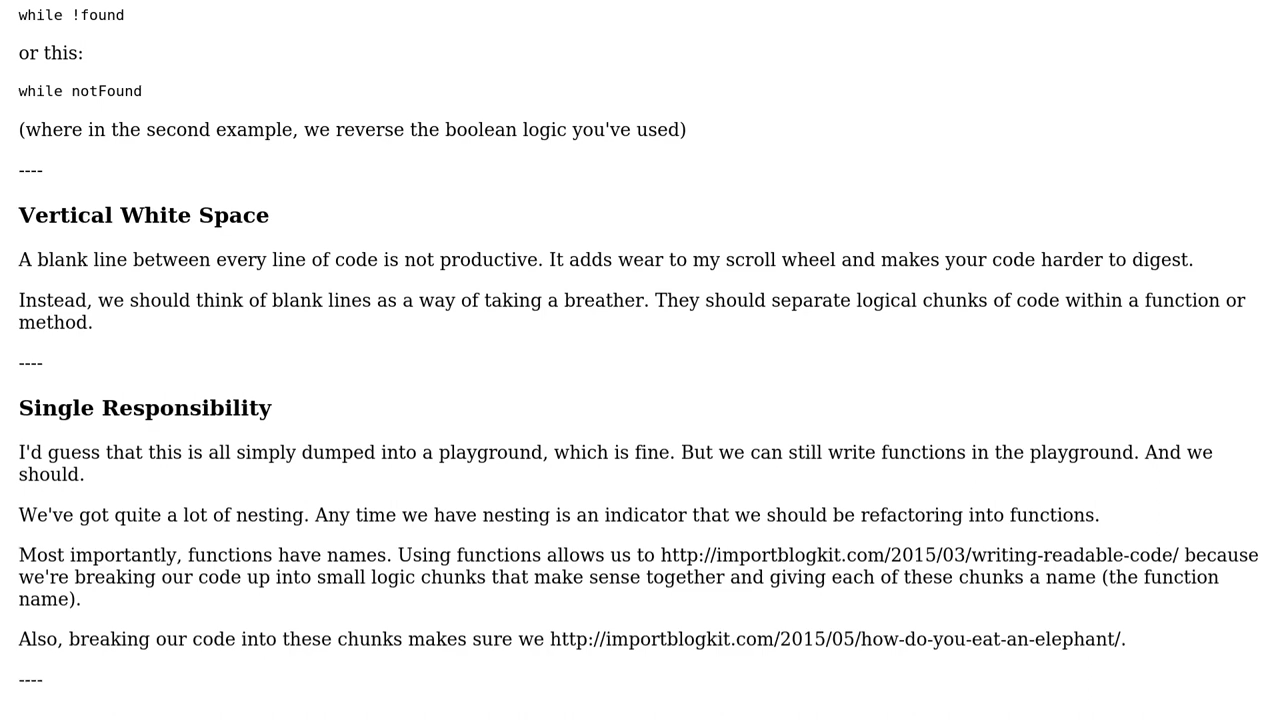 while !found
or this:
while notFound
(where in the second example, we reverse the boolean logic you've used)
----
Vertical White Space
A blank line between every line of code is not productive. It adds wear to my scroll wheel and makes your code harder to digest.
Instead, we should think of blank lines as a way of taking a breather. They should separate logical chunks of code within a function or
method.
----
Single Responsibility
I'd guess that this is all simply dumped into a playground, which is fine. But we can still write functions in the playground. And we
should.
We've got quite a lot of nesting. Any time we have nesting is an indicator that we should be refactoring into functions.
Most importantly, functions have names. Using functions allows us to http://importblogkit.com/2015/03/writing-readable-code/ because
we're breaking our code up into small logic chunks that make sense together and giving each of these chunks a name (the function
name).
Also, breaking our code into these chunks makes sure we http://importblogkit.com/2015/05/how-do-you-eat-an-elephant/.
----